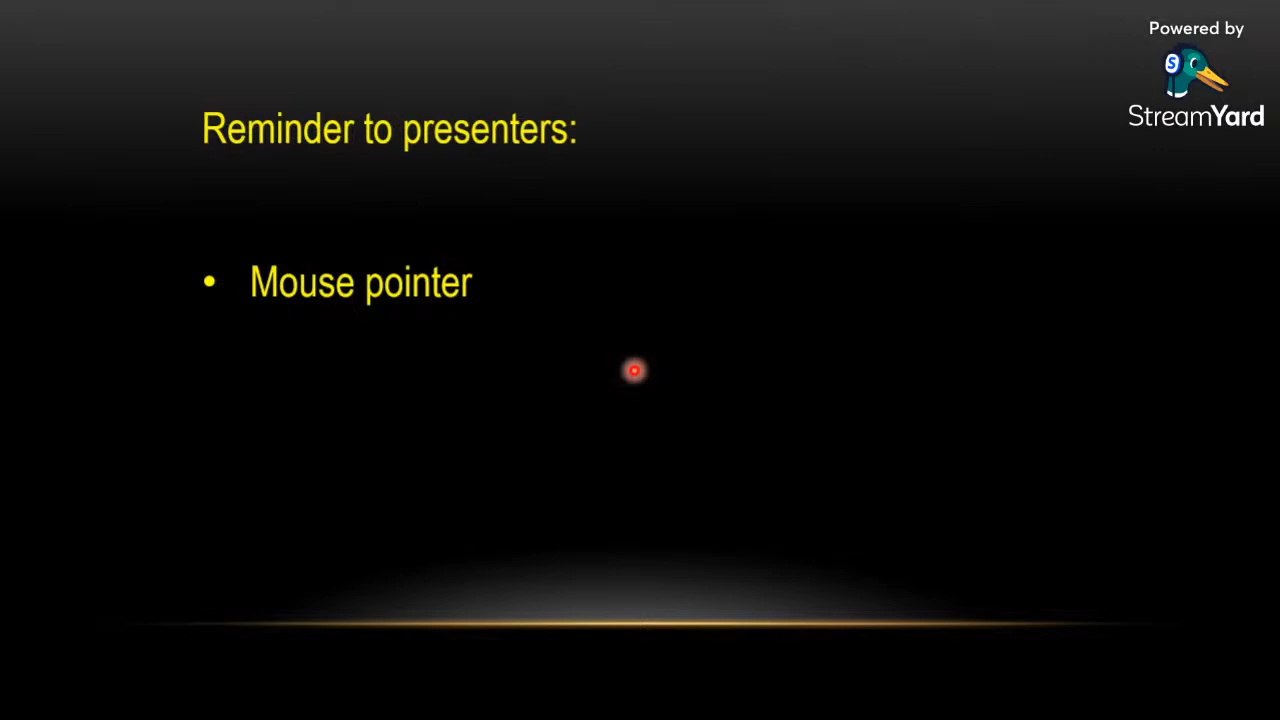 Powered by
S
StreamYard
Reminder to presenters:
• Mouse pointer